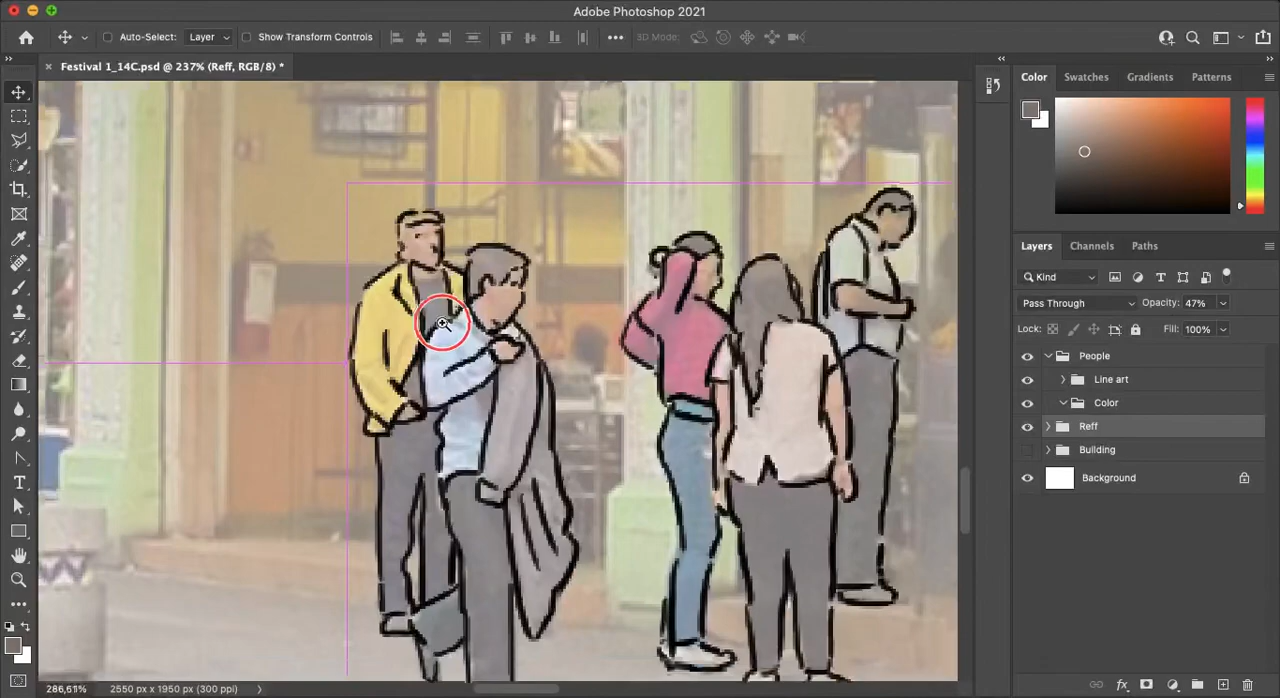 Adobe Photoshop 2021
Auto-Select: Layer Show Transform Controls 3D Mode:
Festival 1_14C.psd @ 237% (Reff, RGB/8) *
Color Swatches Gradients Patterns
Layers Channels Paths
Kind
Pass Through Opacity: 47%
Lock: Fill: 100%
People
Line art
Color
Reff
Building
Background
286,61% 2550 px x 1950 px (300 ppi)